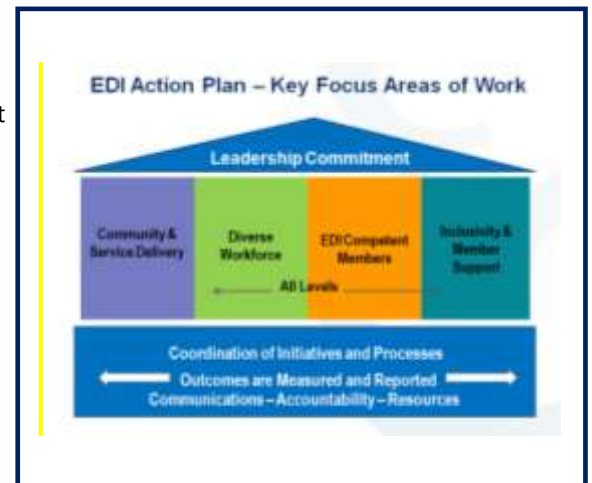 t
EDI Action Plan – Key Focus Areas of Work
Leadership Commitment
Community &
Service Delivery
Diverse
Workforce
EDI Competent
Members
Inclusivity &
Member
Support
All Levels
Coordination of Initiatives and Processes
Outcomes are Measured and Reported
Communications – Accountability – Resources